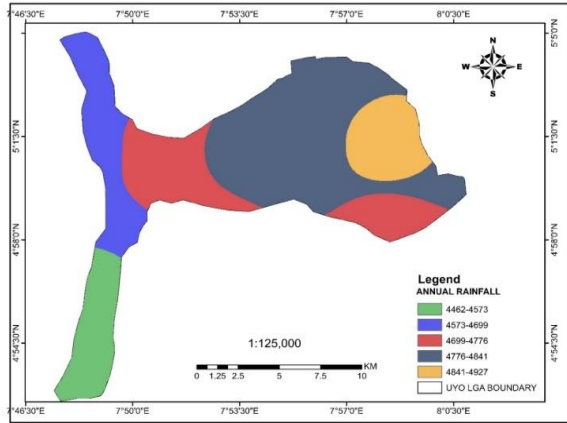 7°46'30"E 7°50'0"E 7°53'30"E 7°57'0"E 8°0'30"E
5°5'0"N 5°5'0"N
N
W E
S
5°1'30"N 5°1'30"N
4°58'0"N 4°58'0"N
4°54'30"N 4°54'30"N
Legend
ANNUAL RAINFALL
4462-4573
4573-4699
4699-4776
4776-4841
4841-4927
UYO LGA BOUNDARY
1:125,000
KM
0 1.25 2.5 5 7.5 10
7°46'30"E 7°50'0"E 7°53'30"E 7°57'0"E 8°0'30"E